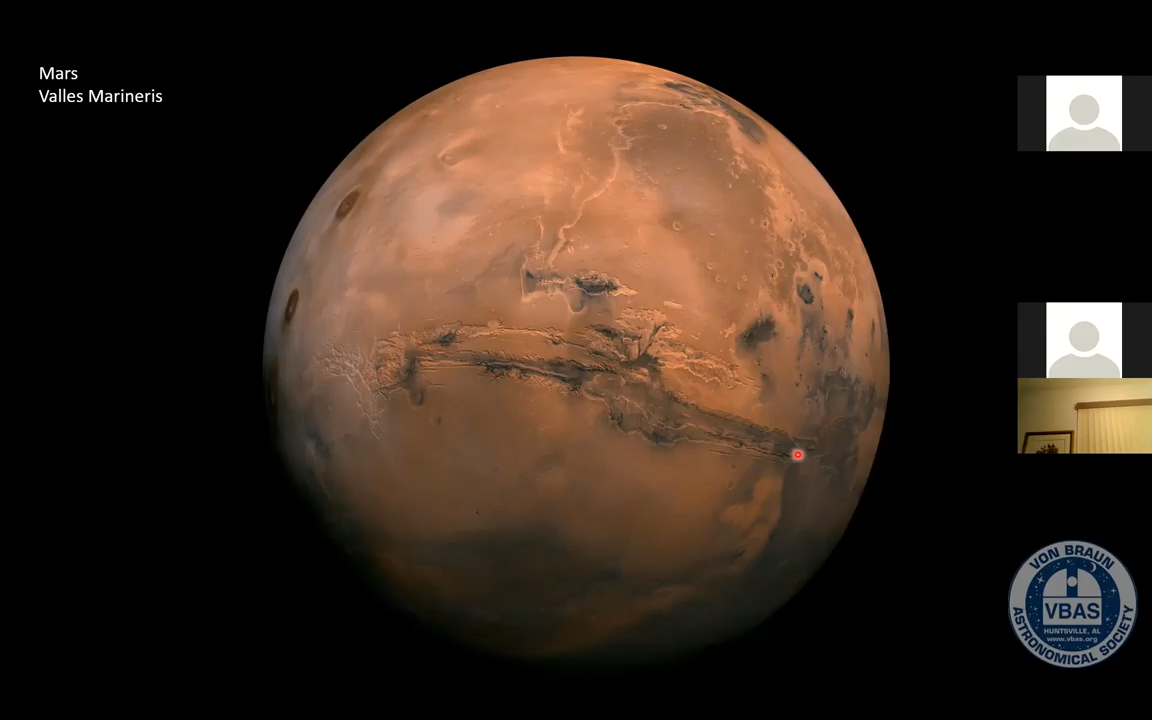 Mars
Valles Marineris
VON BRAUN
VBAS
HUNTSVILLE, AL
www.vbas.org
ASTRONOMICAL SOCIETY